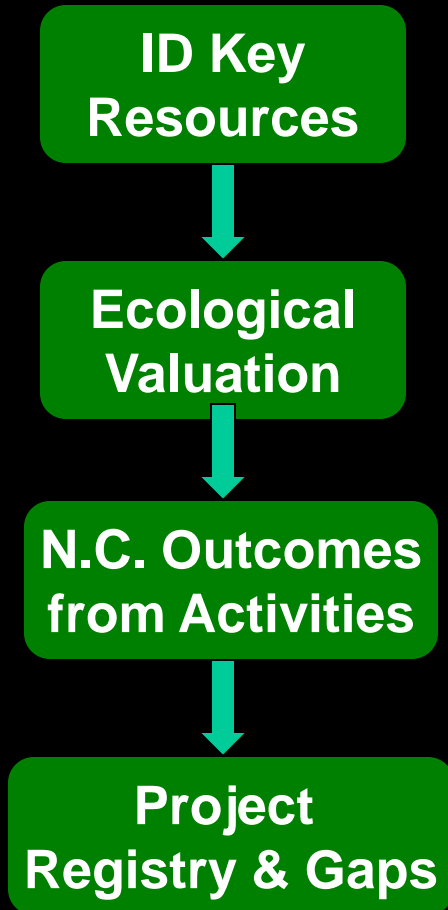 ID Key
Resources
Ecological
Valuation
N.C. Outcomes
from Activities
Project
Registry & Gaps